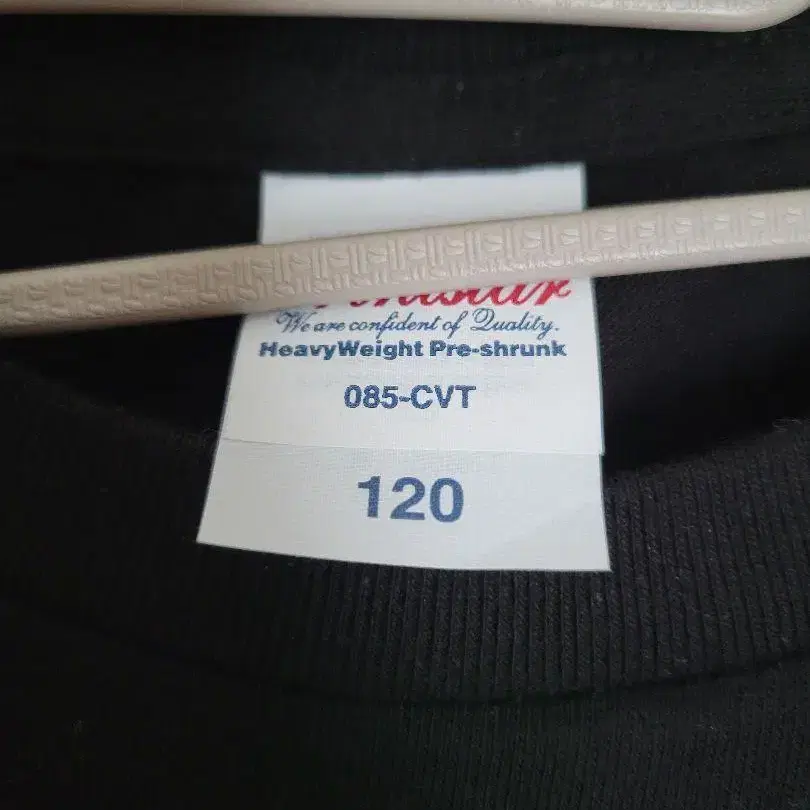 We are confident of Quality.
HeavyWeight Pre-shrunk
085-CVT
120